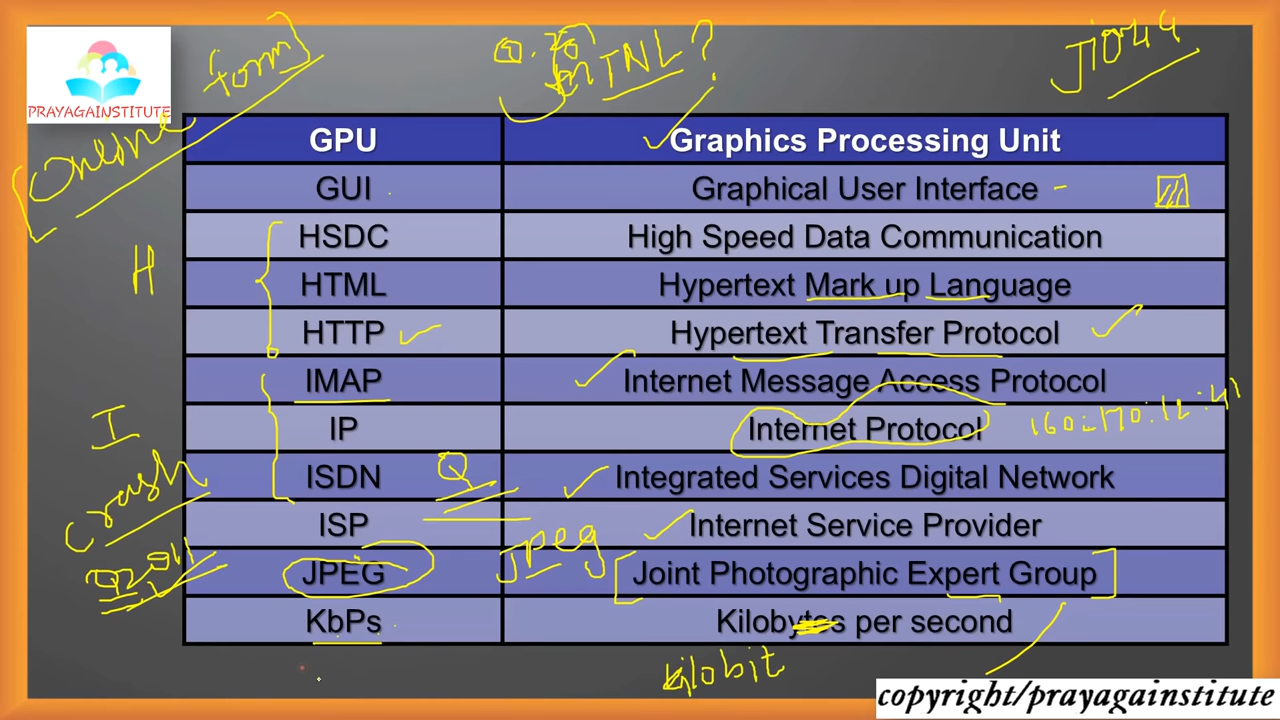 PRAYAGAINSTITUTE
[Online form]
TNL?
GPU Graphics Processing Unit
GUI Graphical User Interface
HSDC High Speed Data Communication
H
HTML Hypertext Mark up Language
HTTP Hypertext Transfer Protocol
IMAP Internet Message Access Protocol
IP Internet Protocol
I
ISDN Integrated Services Digital Network
Q
Crash
ISP Internet Service Provider
Jpeg
JPEG Joint Photographic Expert Group
KbPs Kilobytes per second
kilobit
copyright/prayagainstitute